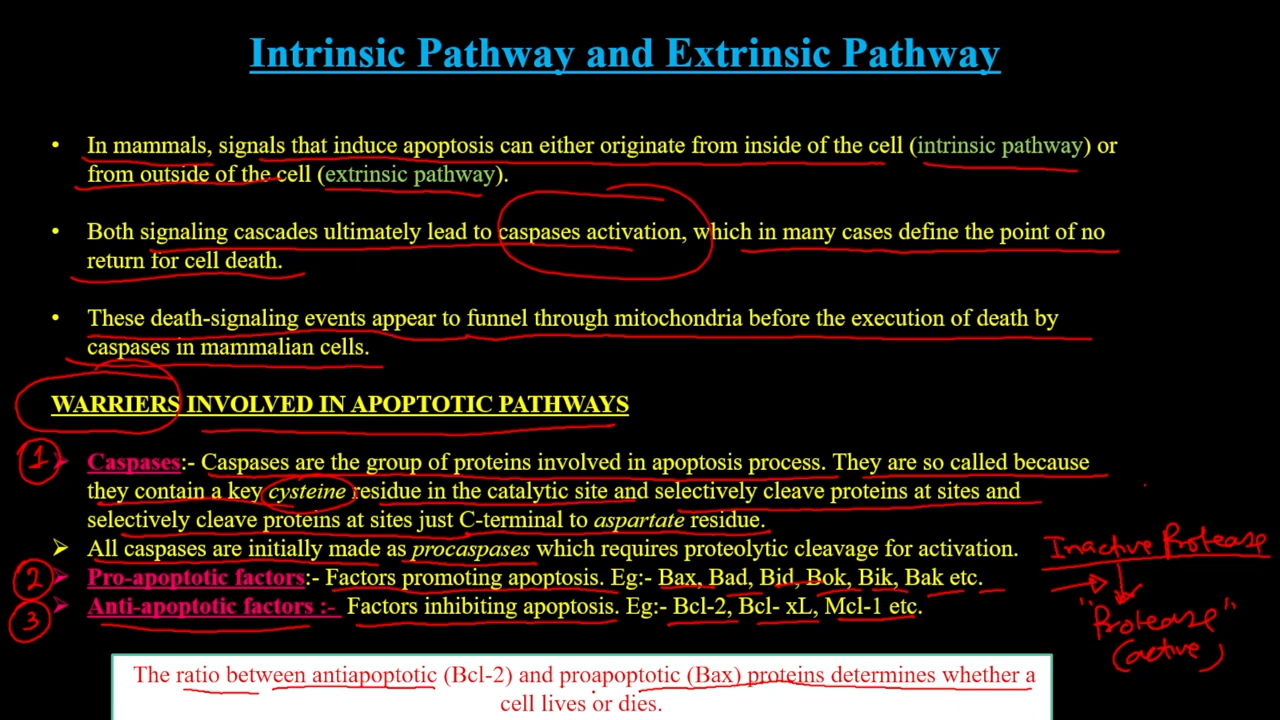 Intrinsic Pathway and Extrinsic Pathway
• In mammals, signals that induce apoptosis can either originate from inside of the cell (intrinsic pathway) or
from outside of the cell (extrinsic pathway).
• Both signaling cascades ultimately lead to caspases activation, which in many cases define the point of no
return for cell death.
• These death-signaling events appear to funnel through mitochondria before the execution of death by
caspases in mammalian cells.
WARRIERS INVOLVED IN APOPTOTIC PATHWAYS
1 ➤ Caspases:- Caspases are the group of proteins involved in apoptosis process. They are so called because
they contain a key cysteine residue in the catalytic site and selectively cleave proteins at sites and
selectively cleave proteins at sites just C-terminal to aspartate residue.
➤ All caspases are initially made as procaspases which requires proteolytic cleavage for activation.
Inactive Protease
2 ➤ Pro-apoptotic factors:- Factors promoting apoptosis. Eg:- Bax, Bad, Bid, Bok, Bik, Bak etc.
3 ➤ Anti-apoptotic factors :- Factors inhibiting apoptosis. Eg:- Bcl-2, Bcl- xL, Mcl-1 etc.
"Protease"
(active)
The ratio between antiapoptotic (Bcl-2) and proapoptotic (Bax) proteins determines whether a
cell lives or dies.